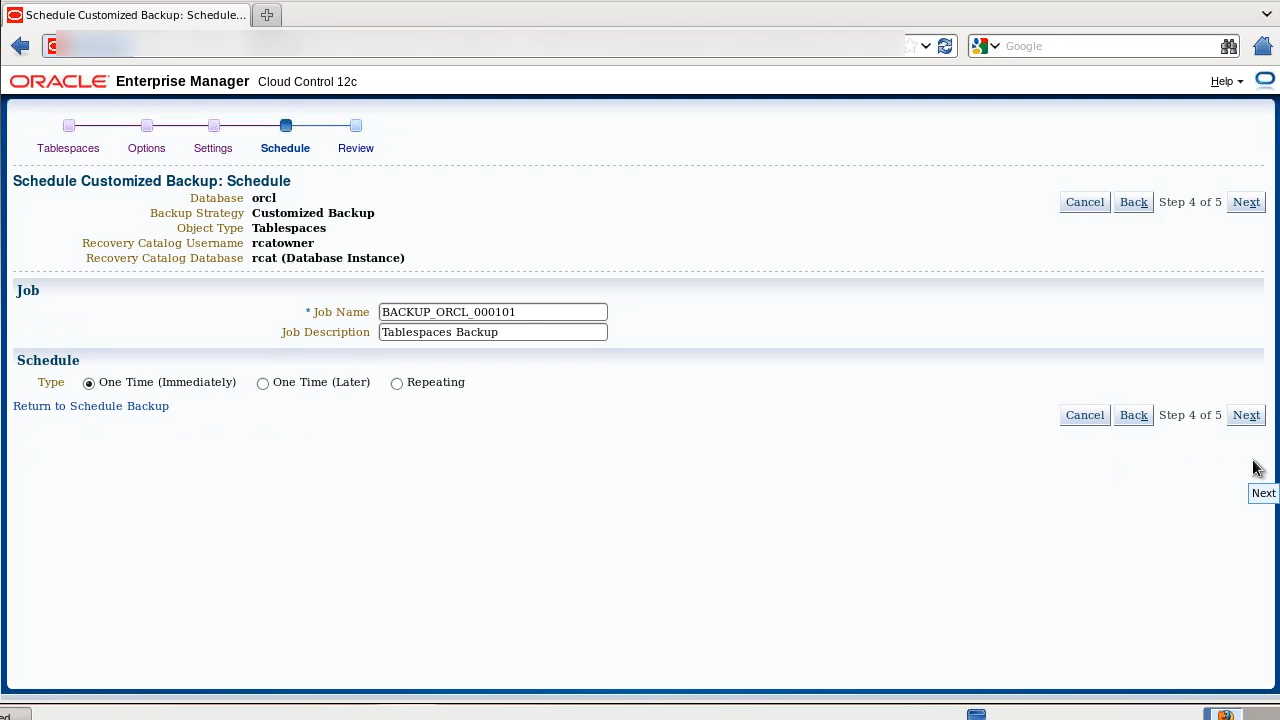 Schedule Customized Backup: Schedule...
Google
ORACLE Enterprise Manager Cloud Control 12c
Help
Tablespaces Options Settings Schedule Review
Schedule Customized Backup: Schedule
Database orcl
Backup Strategy Customized Backup
Object Type Tablespaces
Recovery Catalog Username rcatowner
Recovery Catalog Database rcat (Database Instance)
Cancel Back Step 4 of 5 Next
Job
* Job Name BACKUP_ORCL_000101
Job Description Tablespaces Backup
Schedule
Type One Time (Immediately) One Time (Later) Repeating
Return to Schedule Backup
Cancel Back Step 4 of 5 Next
Next